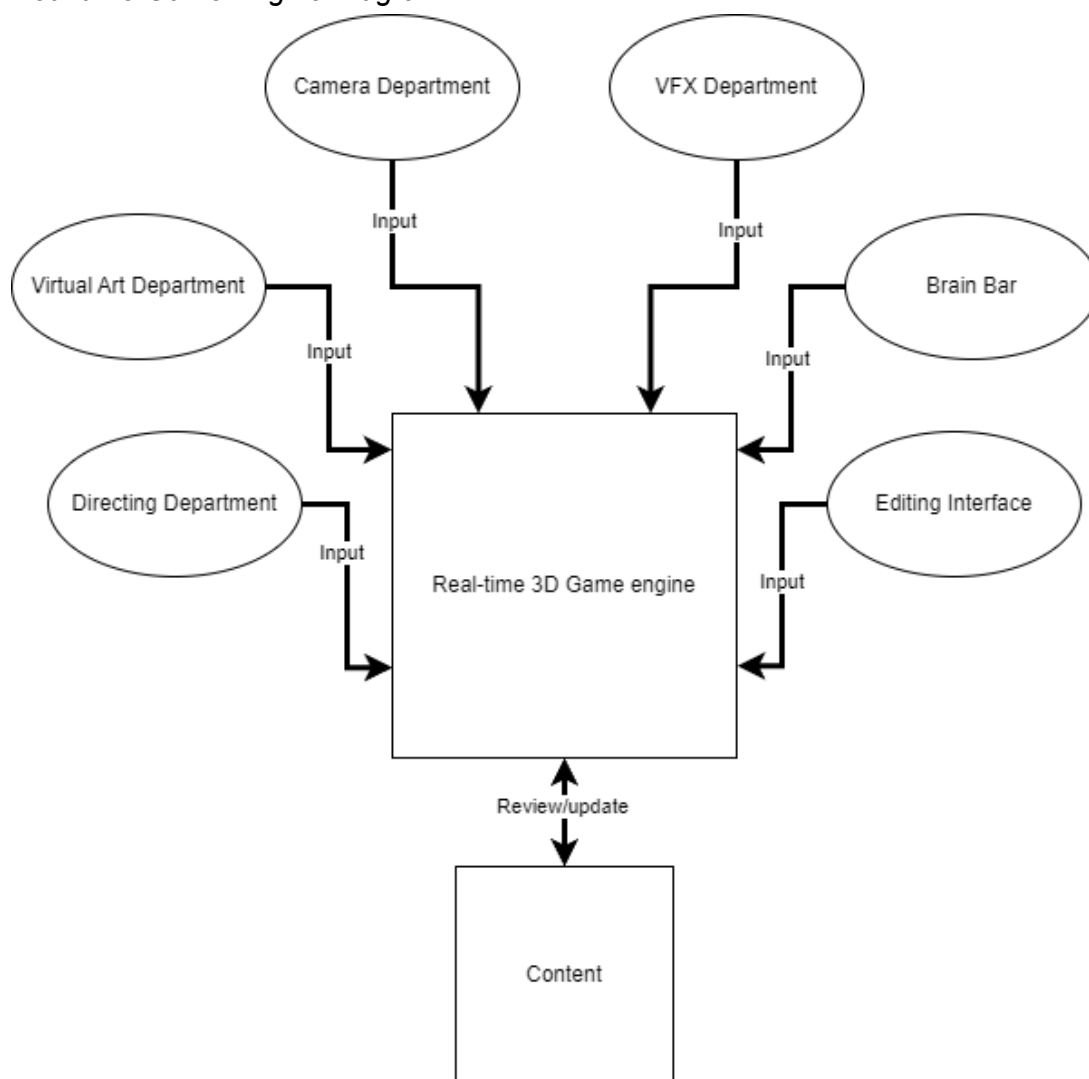 Camera Department
VFX Department
Input
Input
Virtual Art Department
Brain Bar
Input
Input
Directing Department
Editing Interface
Input
Input
Real-time 3D Game engine
Review/update
Content